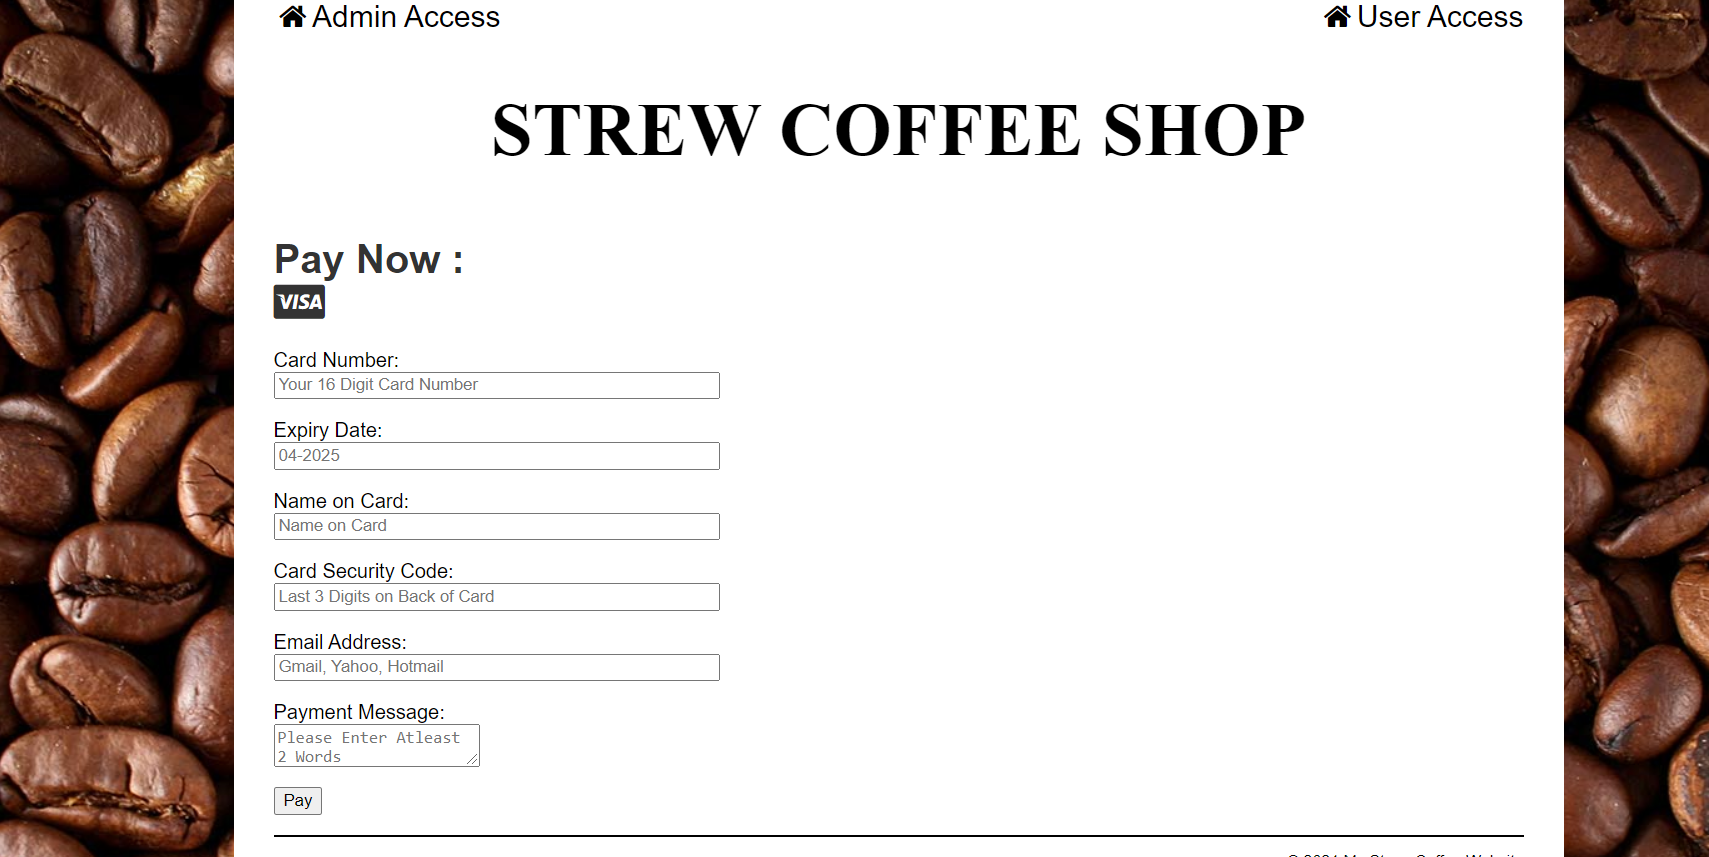 Admin Access
User Access
STREW COFFEE SHOP
Pay Now :
VISA
Card Number:
Your 16 Digit Card Number
Expiry Date:
04-2025
Name on Card:
Name on Card
Card Security Code:
Last 3 Digits on Back of Card
Email Address:
Gmail, Yahoo, Hotmail
Payment Message:
Please Enter Atleast
2 Words
Pay